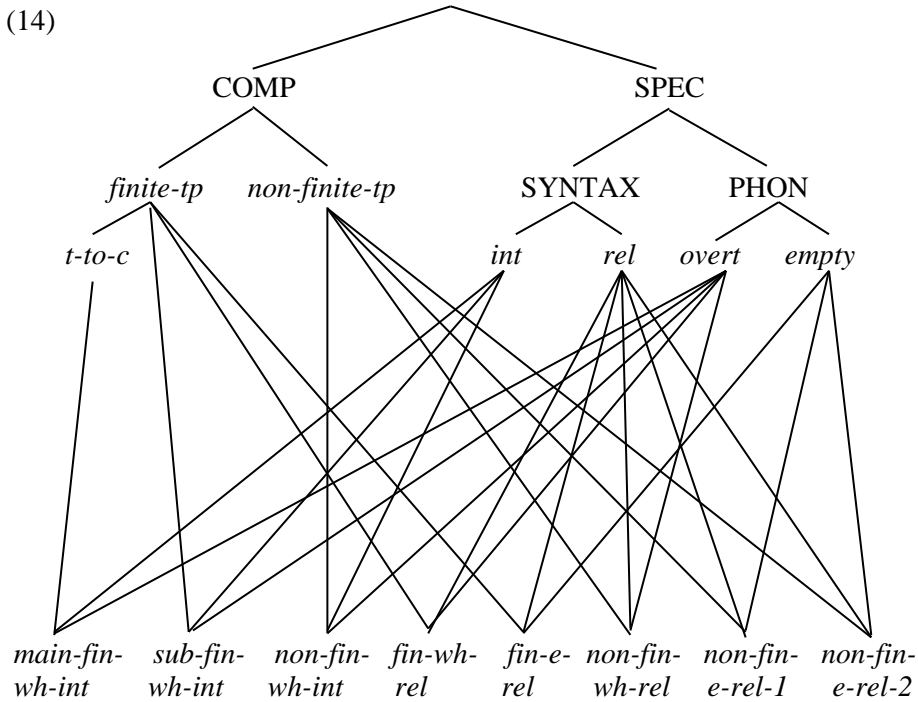 (14)
COMP SPEC
finite-tp non-finite-tp SYNTAX PHON
t-to-c int rel overt empty
main-fin- sub-fin- non-fin- fin-wh- fin-e- non-fin- non-fin- non-fin-
wh-int wh-int wh-int rel rel wh-rel e-rel-1 e-rel-2